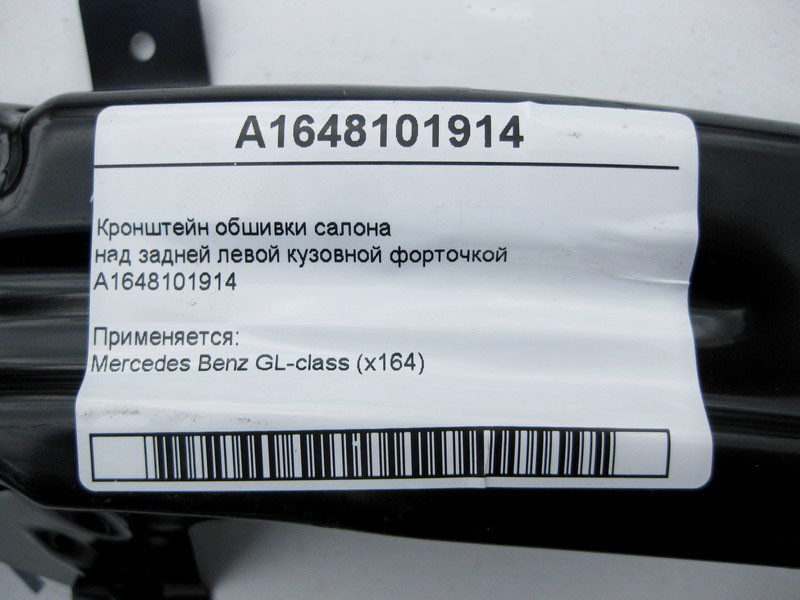 A1648101914
Кронштейн обшивки салона
над задней левой кузовной форточкой
A1648101914
Применяется:
Mercedes Benz GL-class (x164)